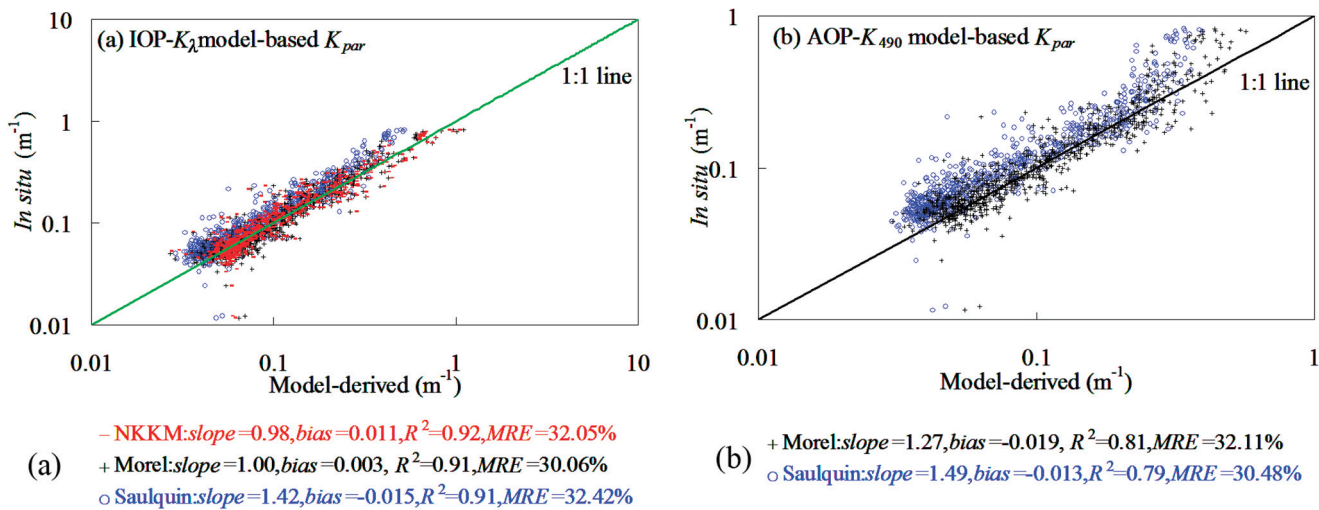 (a) IOP-Kλ model-based Kpar
10
1
0.1
0.01
In situ (m⁻¹)
1:1 line
0.01 0.1 1 10
Model-derived (m⁻¹)
(a)
– NKKM:slope=0.98,bias=0.011,R²=0.92,MRE=32.05%
+ Morel:slope=1.00,bias=0.003, R²=0.91,MRE=30.06%
○ Saulquin:slope=1.42,bias=-0.015,R²=0.91,MRE=32.42%
(b) AOP-K₄₉₀ model-based Kpar
1
0.1
0.01
In situ (m⁻¹)
1:1 line
0.01 0.1 1
Model-derived (m⁻¹)
(b)
+ Morel:slope=1.27,bias=-0.019, R²=0.81,MRE=32.11%
○ Saulquin:slope=1.49,bias=-0.013,R²=0.79,MRE=30.48%